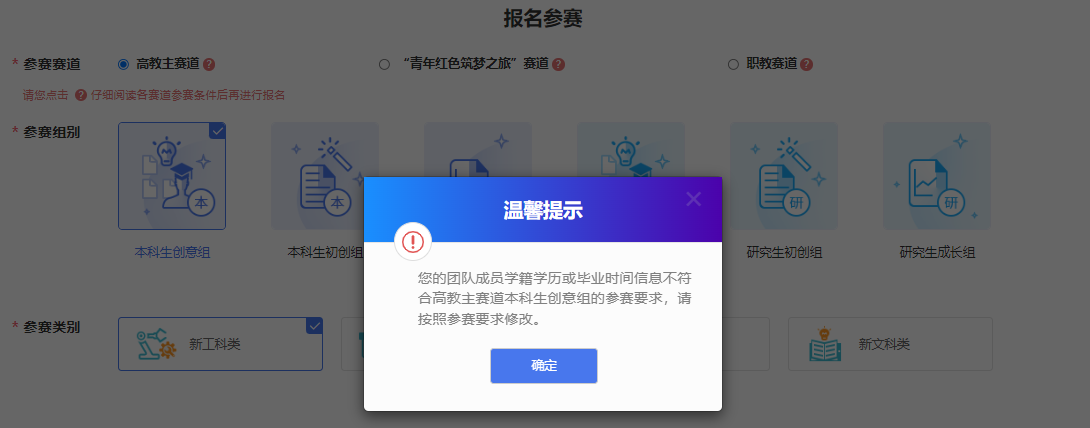 报名参赛
* 参赛赛道 高教主赛道 ? “青年红色筑梦之旅”赛道 ? 职教赛道 ?
请您点击 ? 仔细阅读各赛道参赛条件后再进行报名
* 参赛组别
本 本 研 研
本科生创意组 本科生初创组 研究生初创组 研究生成长组
温馨提示
您的团队成员学籍学历或毕业时间信息不符
合高教主赛道本科生创意组的参赛要求，请
按照参赛要求修改。
确定
* 参赛类别 新工科类 新文科类